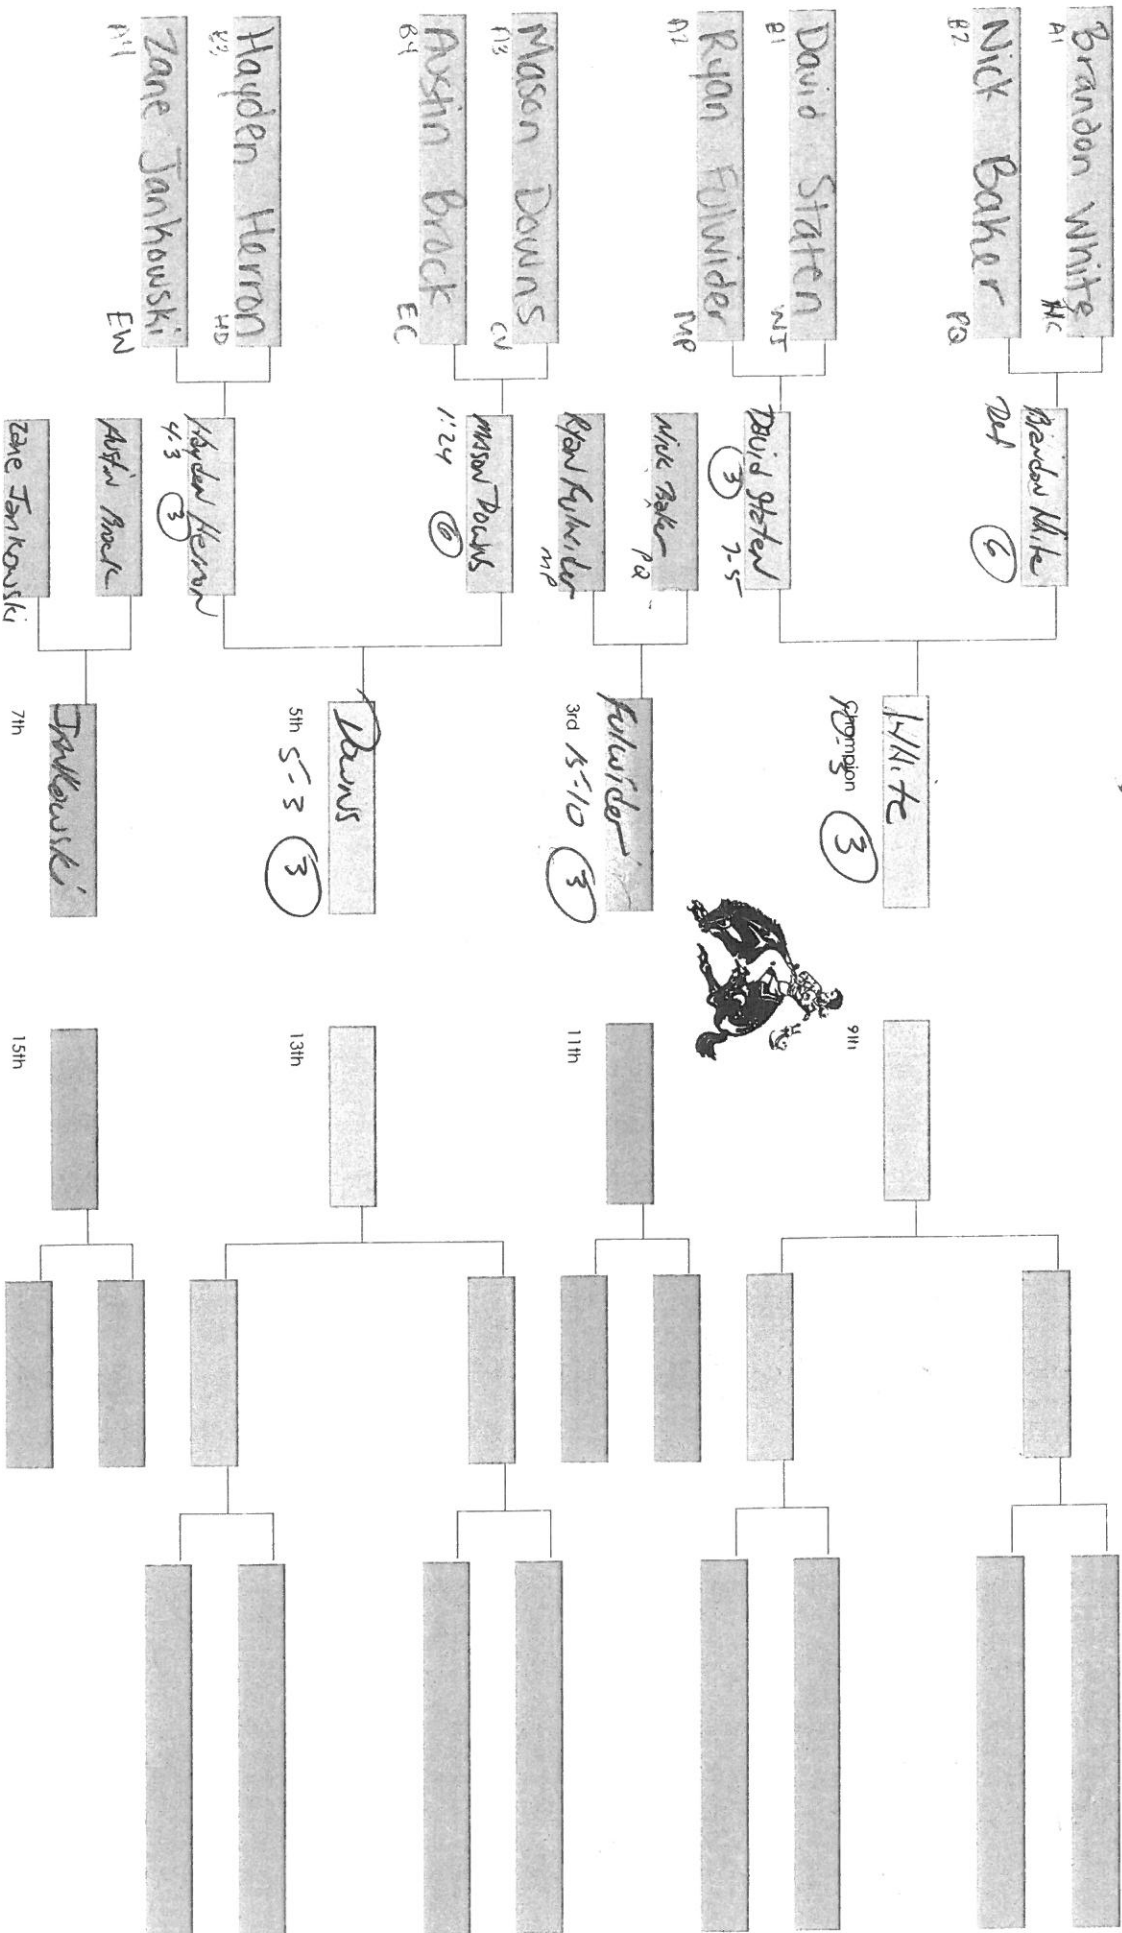 Brandon White
A1
HC
Nick Baker
B2
PQ
David Staten
B1
WJ
Ryan Fulwider
A2
MP
Mason Downs
A3
CV
Austin Brock
B4
EC
Hayden Herron
B3
HD
Zane Jankowski
A4
EW
Brandon White
Def
6
David Staten
3
7-5
Nick Baker
PQ
Ryan Fulwider
MP
Mason Downs
1:24
6
Hayden Herron
4-3
3
Austin Brock
Zane Jankowski
White
Champion
3
Fulwider
3rd 15-10 3
Downs
5th 5-3 3
Jankowski
7th
9th
11th
13th
15th